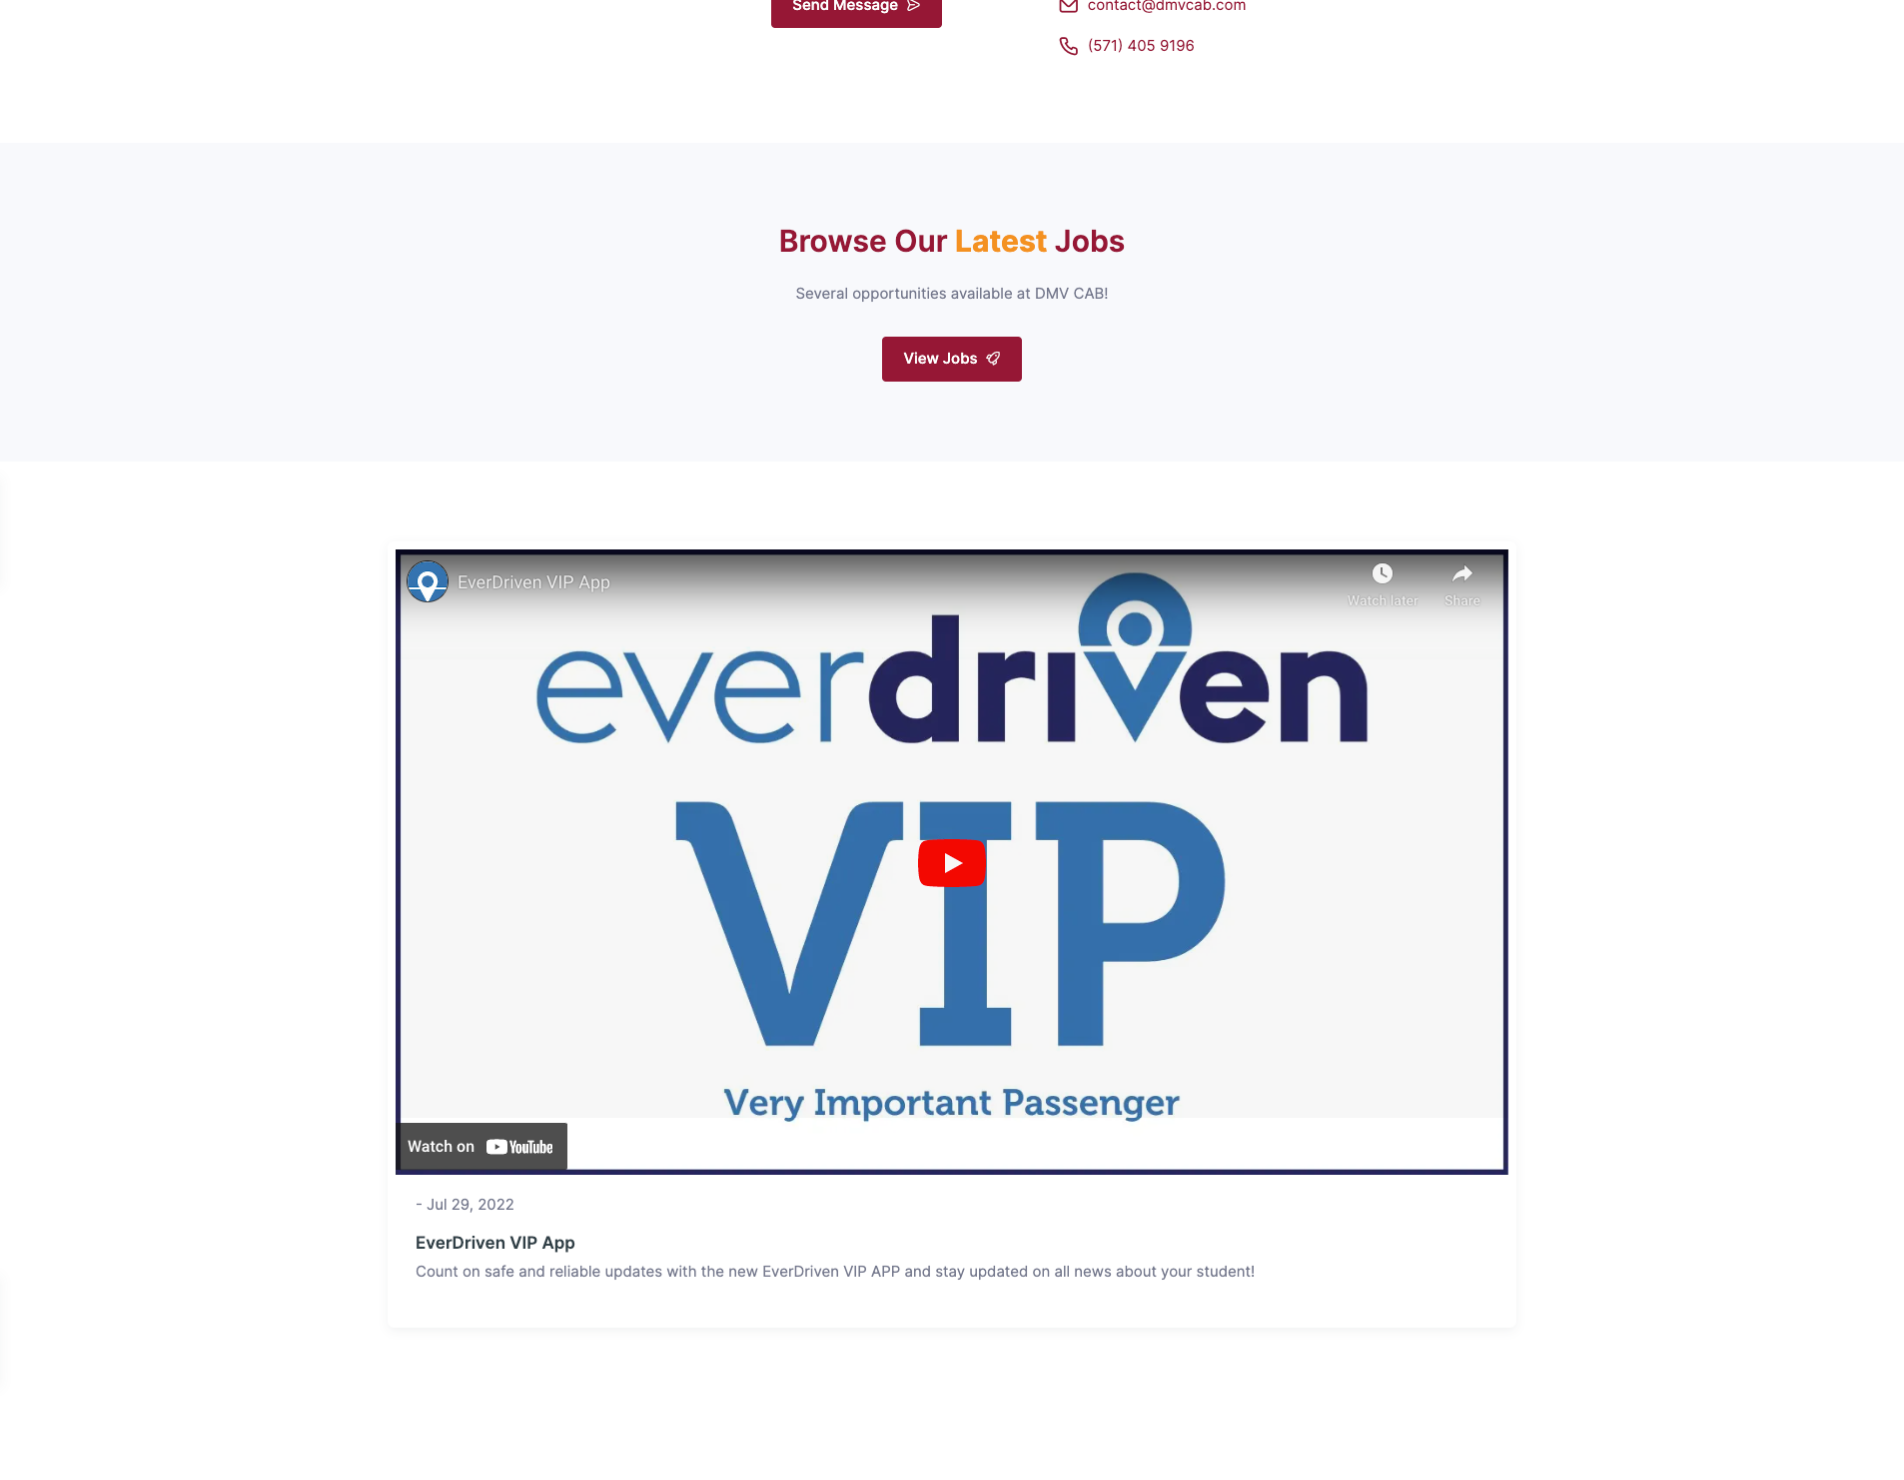 Send Message
contact@dmvcab.com
(571) 405 9196
Browse Our Latest Jobs
Several opportunities available at DMV CAB!
View Jobs
EverDriven VIP App
Watch later
Share
everdriven
VIP
Very Important Passenger
Watch on YouTube
- Jul 29, 2022
EverDriven VIP App
Count on safe and reliable updates with the new EverDriven VIP APP and stay updated on all news about your student!